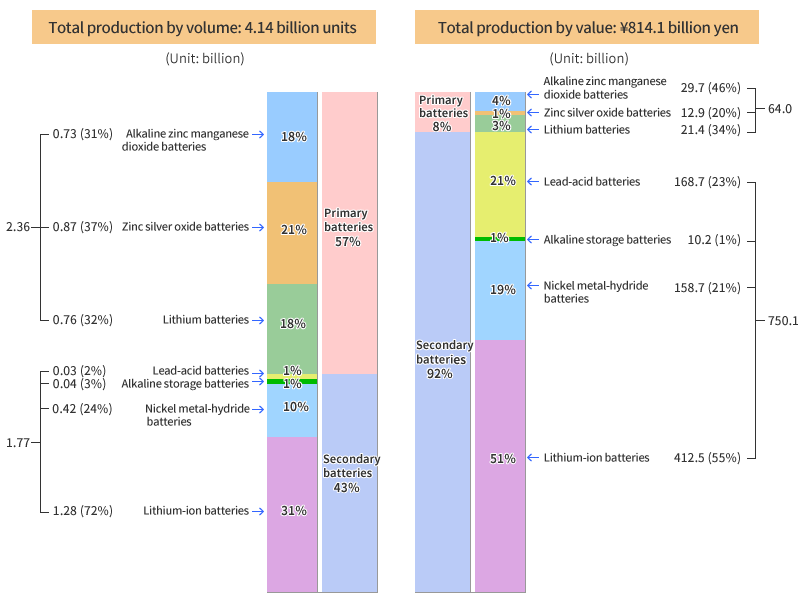 Total production by volume: 4.14 billion units
(Unit: billion)
2.36
0.73 (31%)
Alkaline zinc manganese
dioxide batteries
18%
0.87 (37%)
Zinc silver oxide batteries
21%
0.76 (32%)
Lithium batteries
18%
Primary
batteries
57%
1.77
0.03 (2%)
Lead-acid batteries
1%
0.04 (3%)
Alkaline storage batteries
1%
0.42 (24%)
Nickel metal-hydride
batteries
10%
1.28 (72%)
Lithium-ion batteries
31%
Secondary
batteries
43%
Total production by value: ¥814.1 billion yen
(Unit: billion)
Primary
batteries
8%
4%
Alkaline zinc manganese
dioxide batteries
29.7 (46%)
1%
Zinc silver oxide batteries
12.9 (20%)
3%
Lithium batteries
21.4 (34%)
64.0
Secondary
batteries
92%
21%
Lead-acid batteries
168.7 (23%)
1%
Alkaline storage batteries
10.2 (1%)
19%
Nickel metal-hydride
batteries
158.7 (21%)
51%
Lithium-ion batteries
412.5 (55%)
750.1